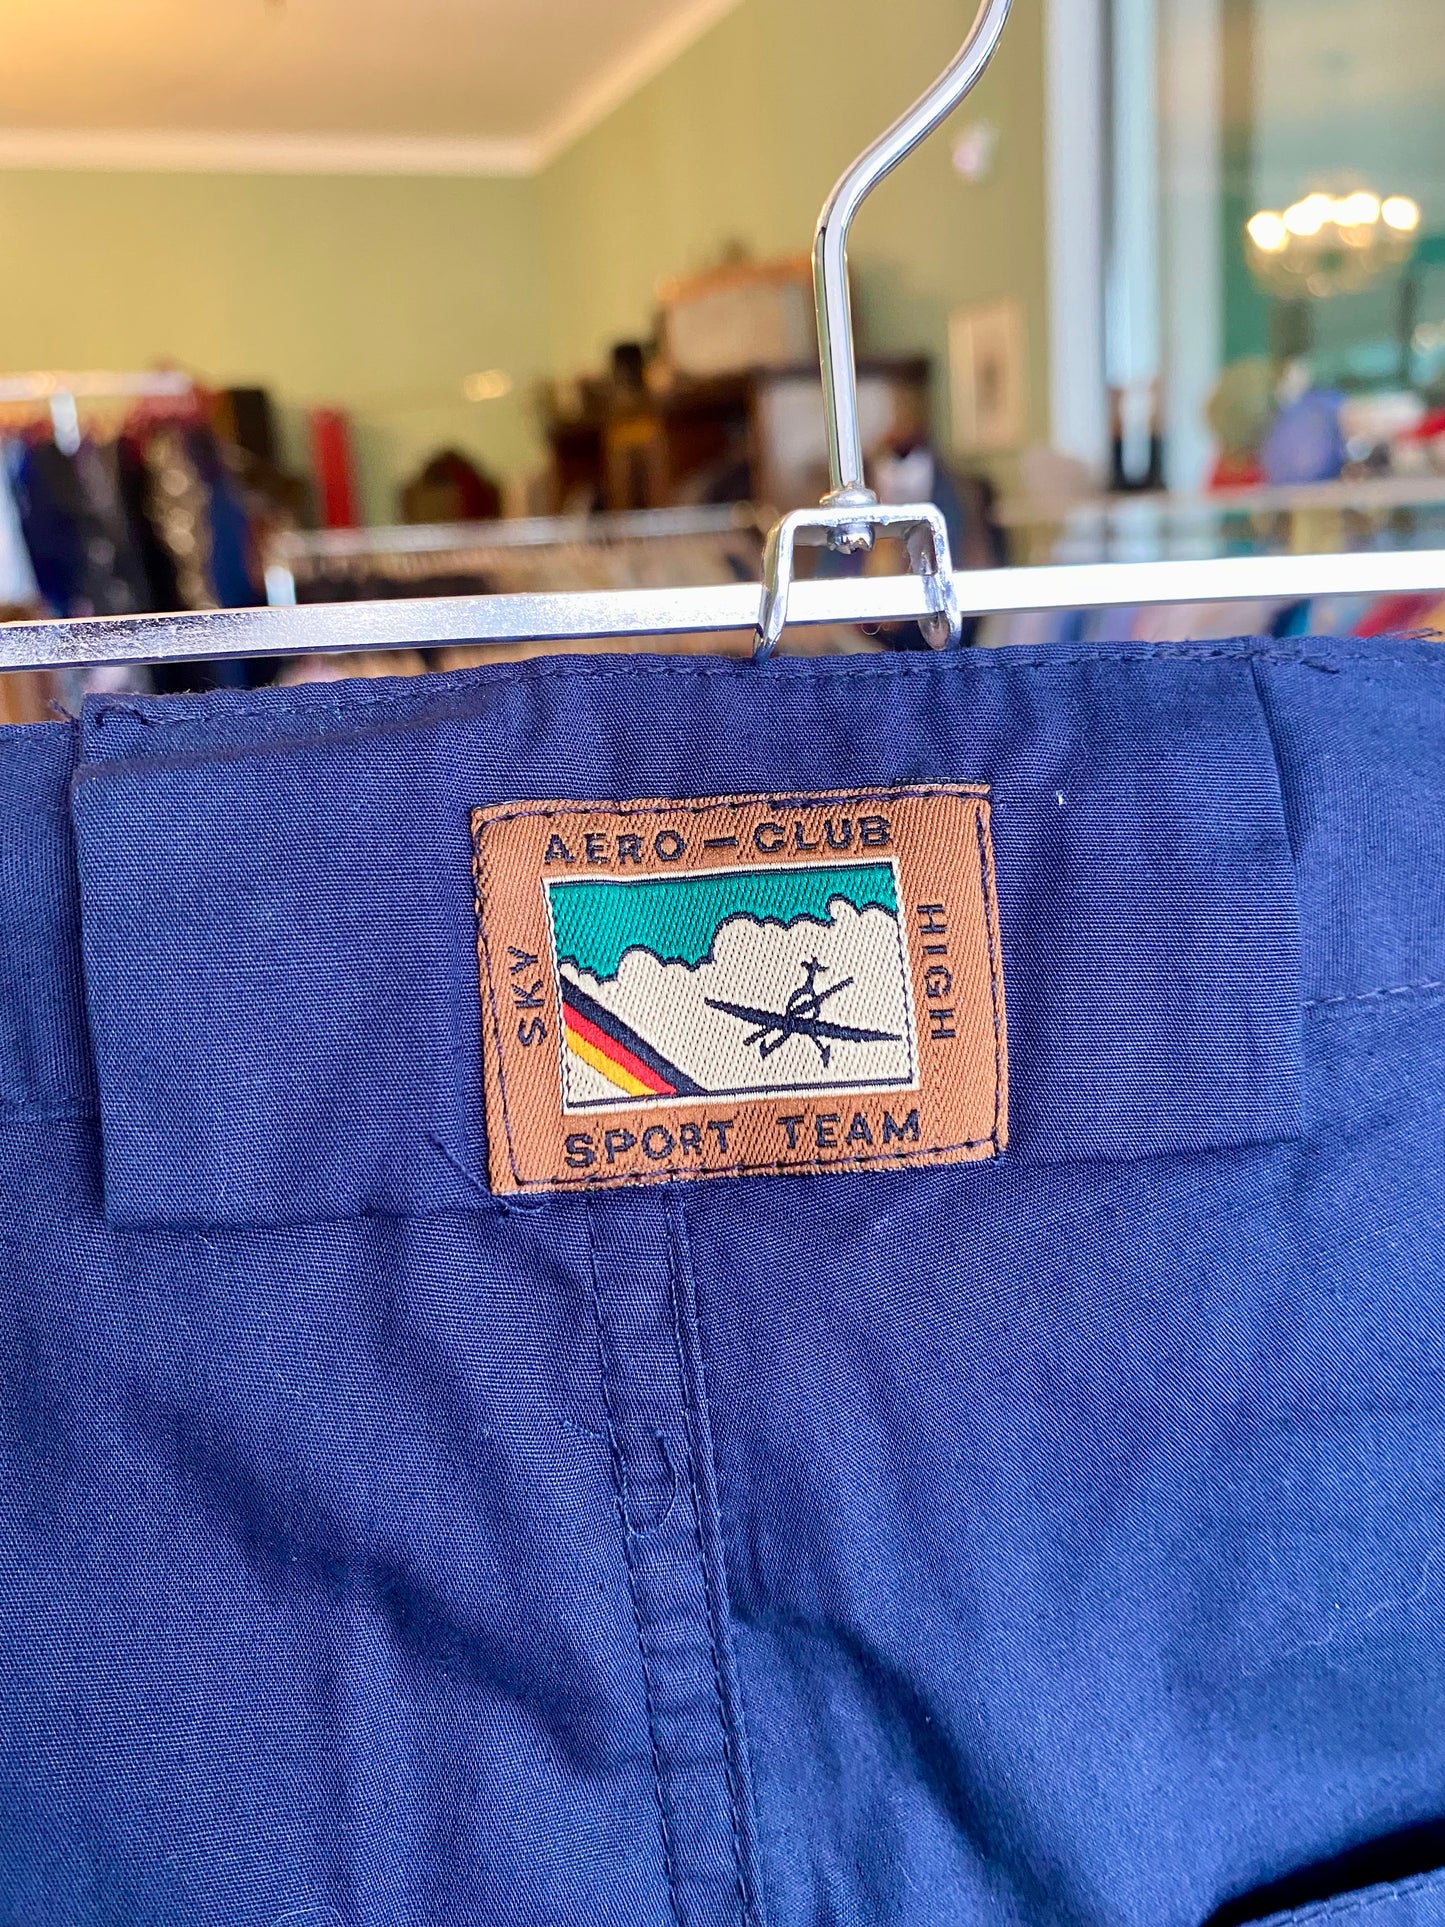 AERO-CLUB
SKY
HIGH
SPORT TEAM